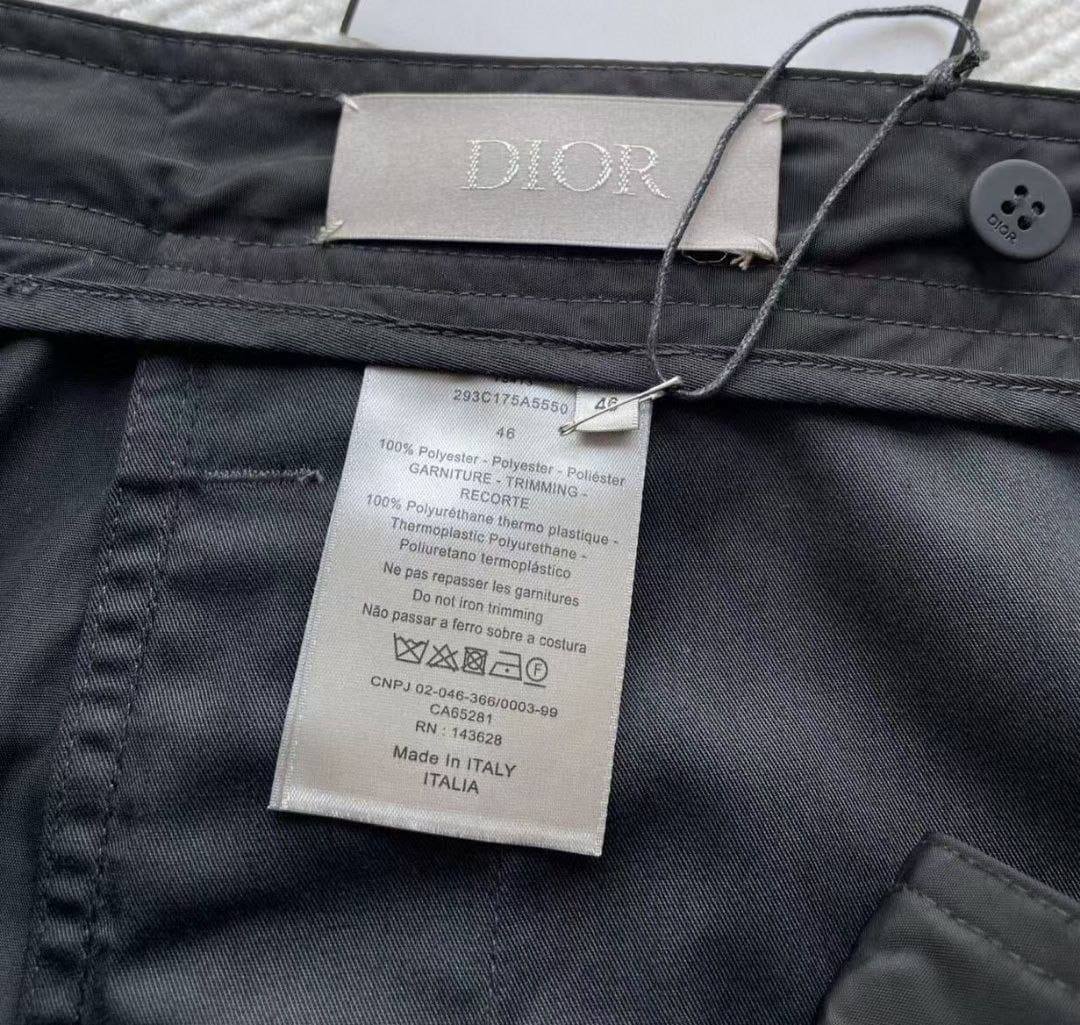 DIOR
DIOR
293C175A5550
46
46
100% Polyester - Polyester - Poliéster
GARNITURE - TRIMMING -
RECORTE
100% Polyuréthane thermo plastique -
Thermoplastic Polyurethane -
Poliuretano termoplástico
Ne pas repasser les garnitures
Do not iron trimming
Não passar a ferro sobre a costura
F
CNPJ 02-046-366/0003-99
CA65281
RN : 143628
Made In ITALY
ITALIA